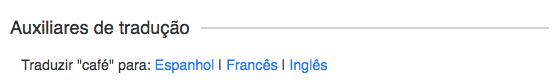 Auxiliares de tradução
Traduzir "café" para: Espanhol | Francês | Inglês